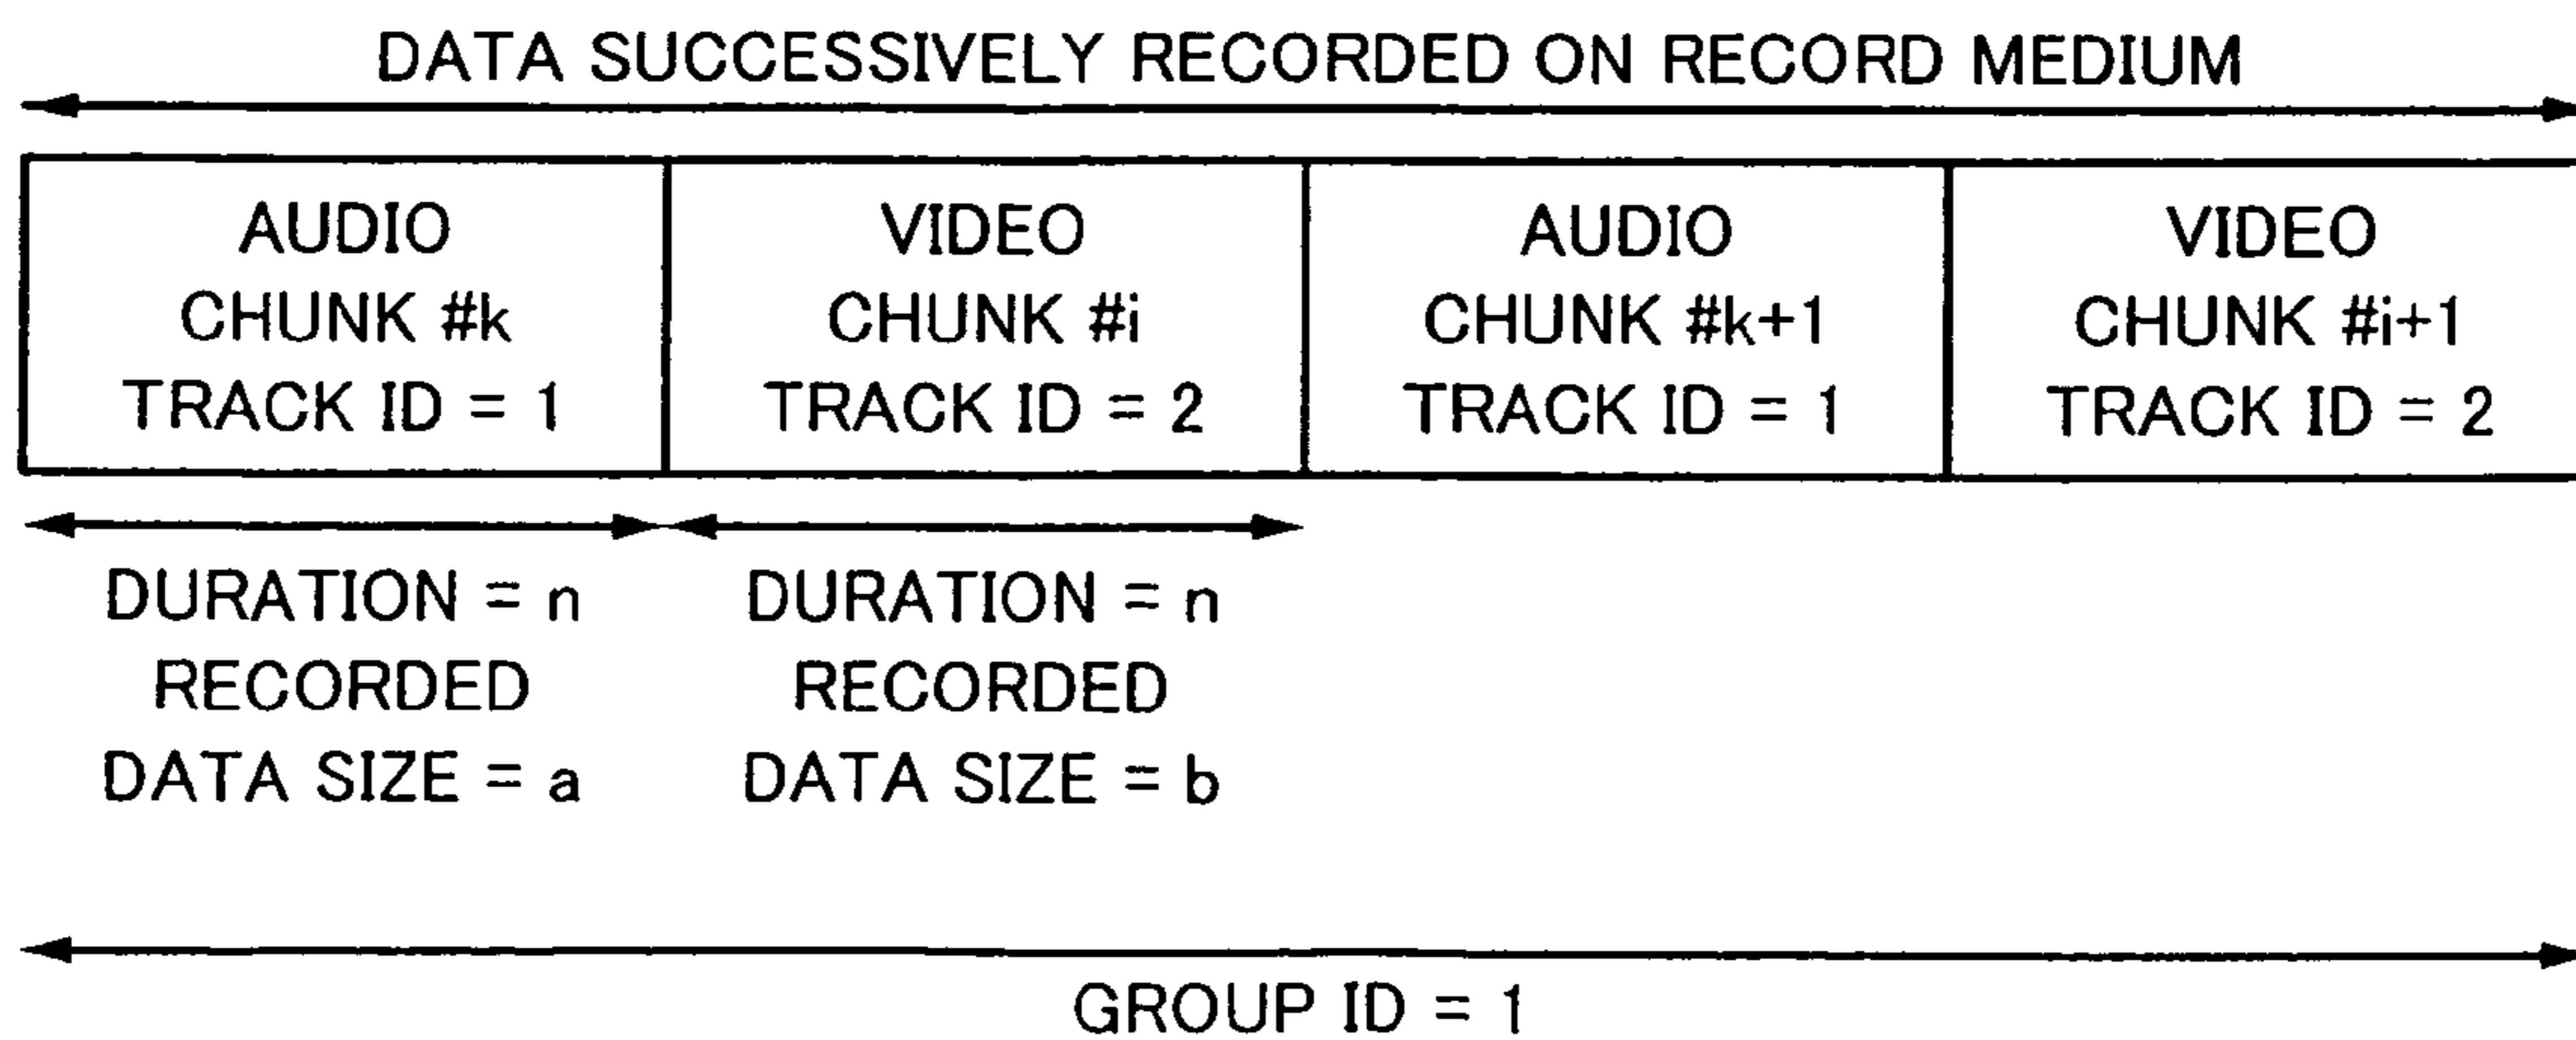 DATA SUCCESSIVELY RECORDED ON RECORD MEDIUM
AUDIO
CHUNK #k
TRACK ID = 1
VIDEO
CHUNK #i
TRACK ID = 2
AUDIO
CHUNK #k+1
TRACK ID = 1
VIDEO
CHUNK #i+1
TRACK ID = 2
DURATION = n
RECORDED
DATA SIZE = a
DURATION = n
RECORDED
DATA SIZE = b
GROUP ID = 1